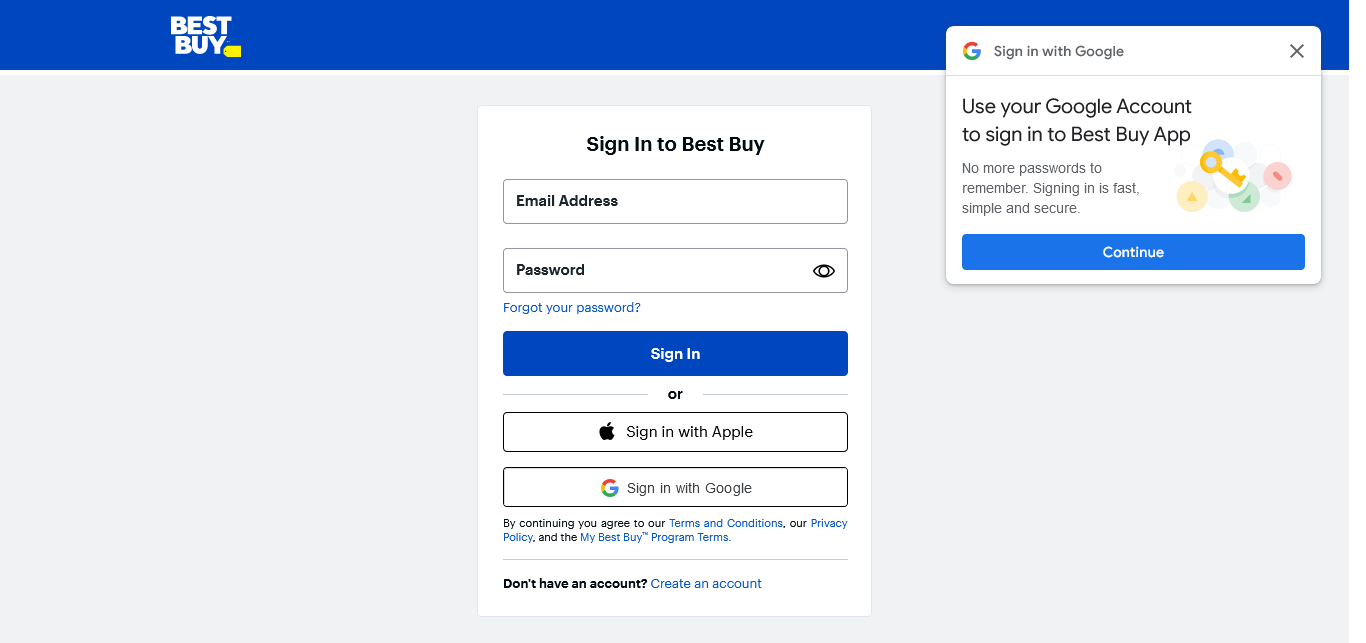 BEST
BUY
Sign in with Google
Use your Google Account
to sign in to Best Buy App
No more passwords to
remember. Signing in is fast,
simple and secure.
Continue
Sign In to Best Buy
Email Address
Password
Forgot your password?
Sign In
or
Sign in with Apple
Sign in with Google
By continuing you agree to our Terms and Conditions, our Privacy
Policy, and the My Best Buy™ Program Terms.
Don't have an account? Create an account